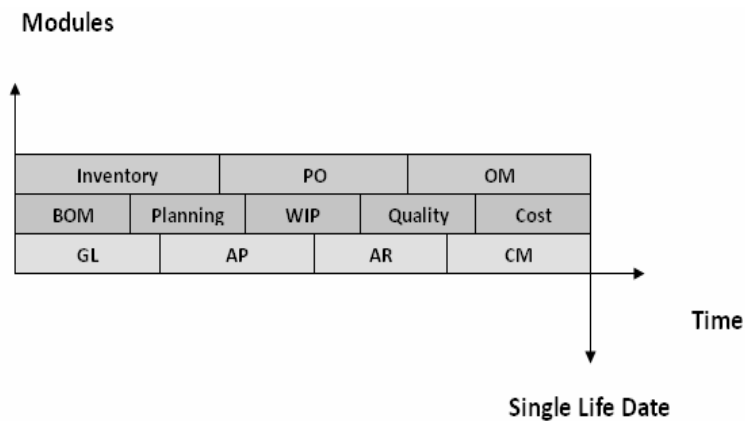 Modules
Inventory PO OM
BOM Planning WIP Quality Cost
GL AP AR CM
Time
Single Life Date